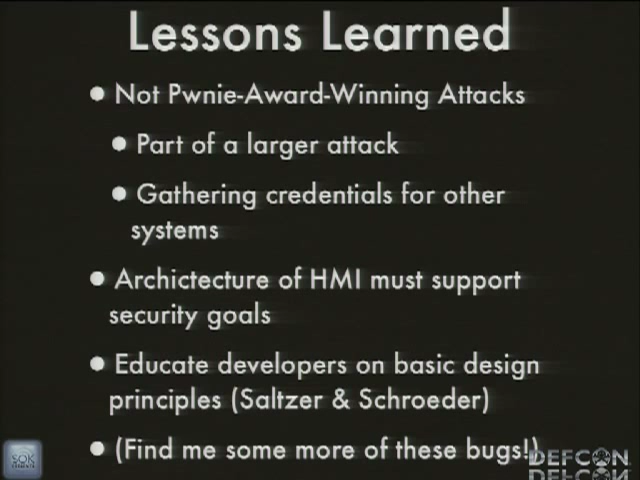 Lessons Learned
● Not Pwnie-Award-Winning Attacks
● Part of a larger attack
● Gathering credentials for other
systems
● Archictecture of HMI must support
security goals
● Educate developers on basic design
principles (Saltzer & Schroeder)
● (Find me some more of these bugs!)
SOK
DEFCON